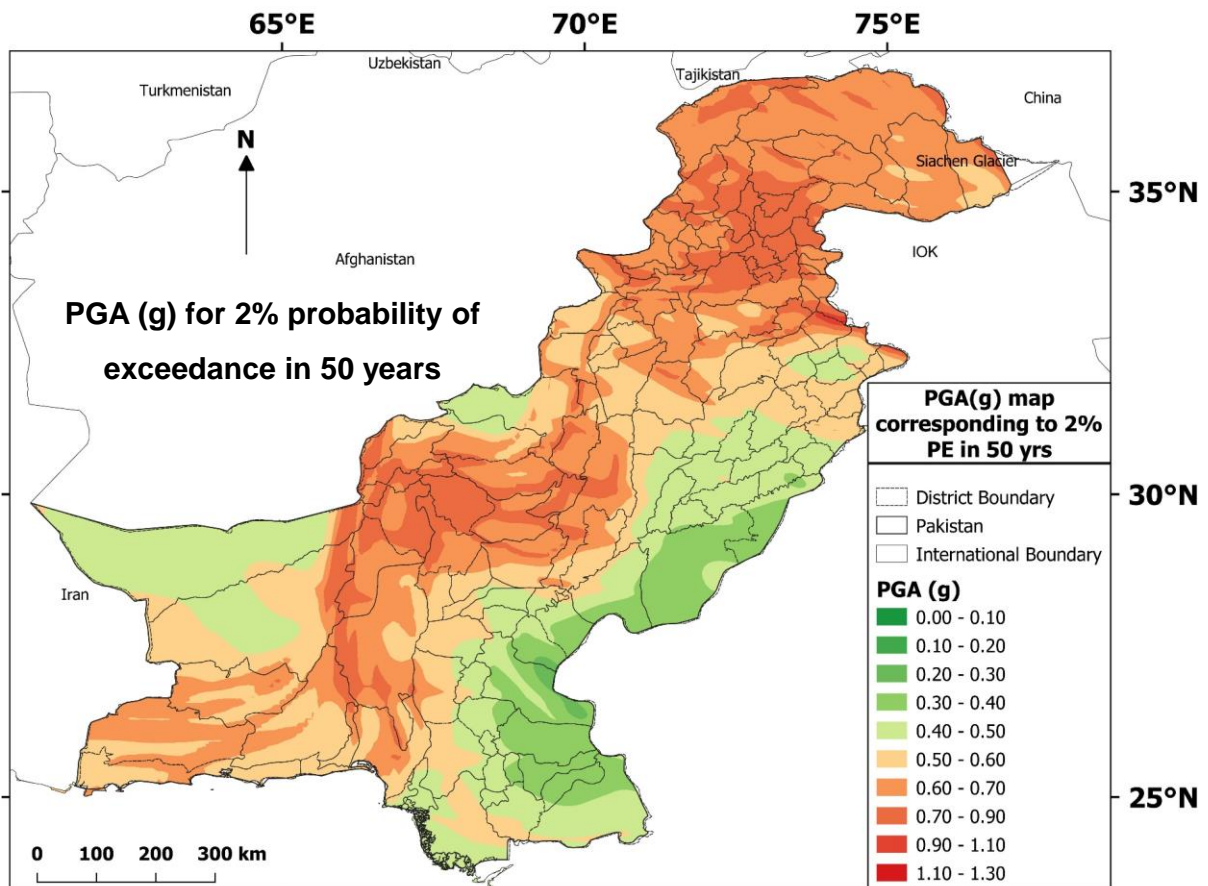 65°E 70°E 75°E
Uzbekistan
Tajikistan
Turkmenistan
China
N
Siachen Glacier
35°N
IOK
Afghanistan
PGA (g) for 2% probability of
exceedance in 50 years
PGA(g) map
corresponding to 2%
PE in 50 yrs
30°N
District Boundary
Pakistan
International Boundary
Iran
PGA (g)
0.00 - 0.10
0.10 - 0.20
0.20 - 0.30
0.30 - 0.40
0.40 - 0.50
0.50 - 0.60
0.60 - 0.70
0.70 - 0.90
0.90 - 1.10
1.10 - 1.30
25°N
0 100 200 300 km